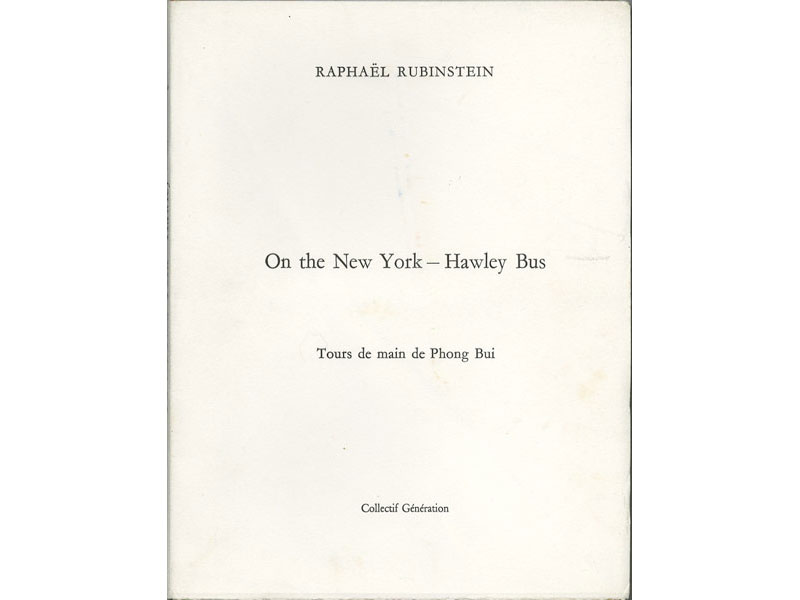 RAPHAËL RUBINSTEIN
On the New York – Hawley Bus
Tours de main de Phong Bui
Collectif Génération